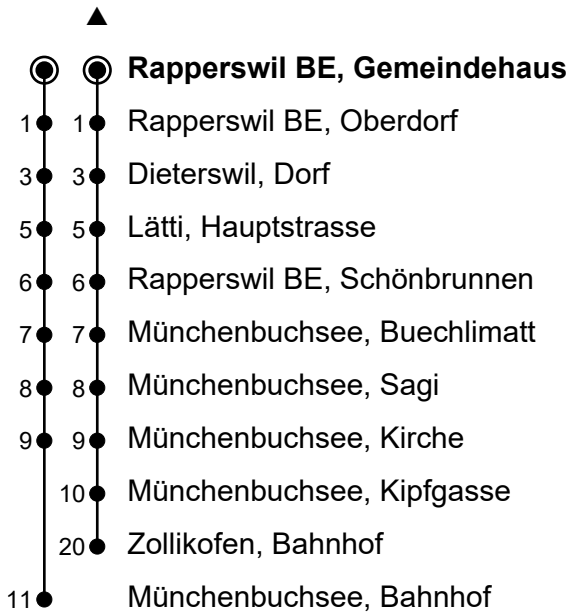 ▲
Rapperswil BE, Gemeindehaus
1 1 Rapperswil BE, Oberdorf
3 3 Dieterswil, Dorf
5 5 Lätti, Hauptstrasse
6 6 Rapperswil BE, Schönbrunnen
7 7 Münchenbuchsee, Buechlimatt
8 8 Münchenbuchsee, Sagi
9 9 Münchenbuchsee, Kirche
10 Münchenbuchsee, Kipfgasse
20 Zollikofen, Bahnhof
11 Münchenbuchsee, Bahnhof